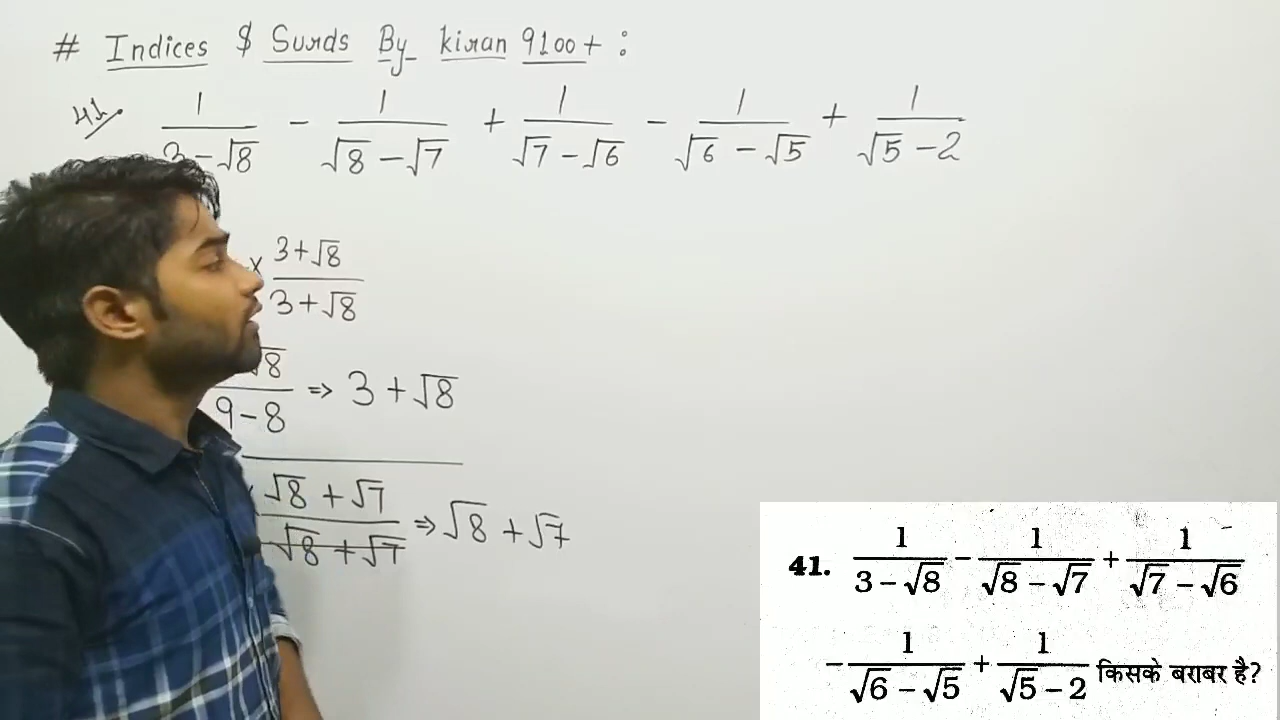 # Indices $ Surds By kiran 9100+ :
41. 1/(3-√8) - 1/(√8-√7) + 1/(√7-√6) - 1/(√6-√5) + 1/(√5-2)
× (3+√8)/(3+√8)
√8/(9-8) ⇒ 3+√8
(√8+√7)/(√8+√7) ⇒ √8+√7
41. 1/(3-√8) - 1/(√8-√7) + 1/(√7-√6)
- 1/(√6-√5) + 1/(√5-2) किसके बराबर है?